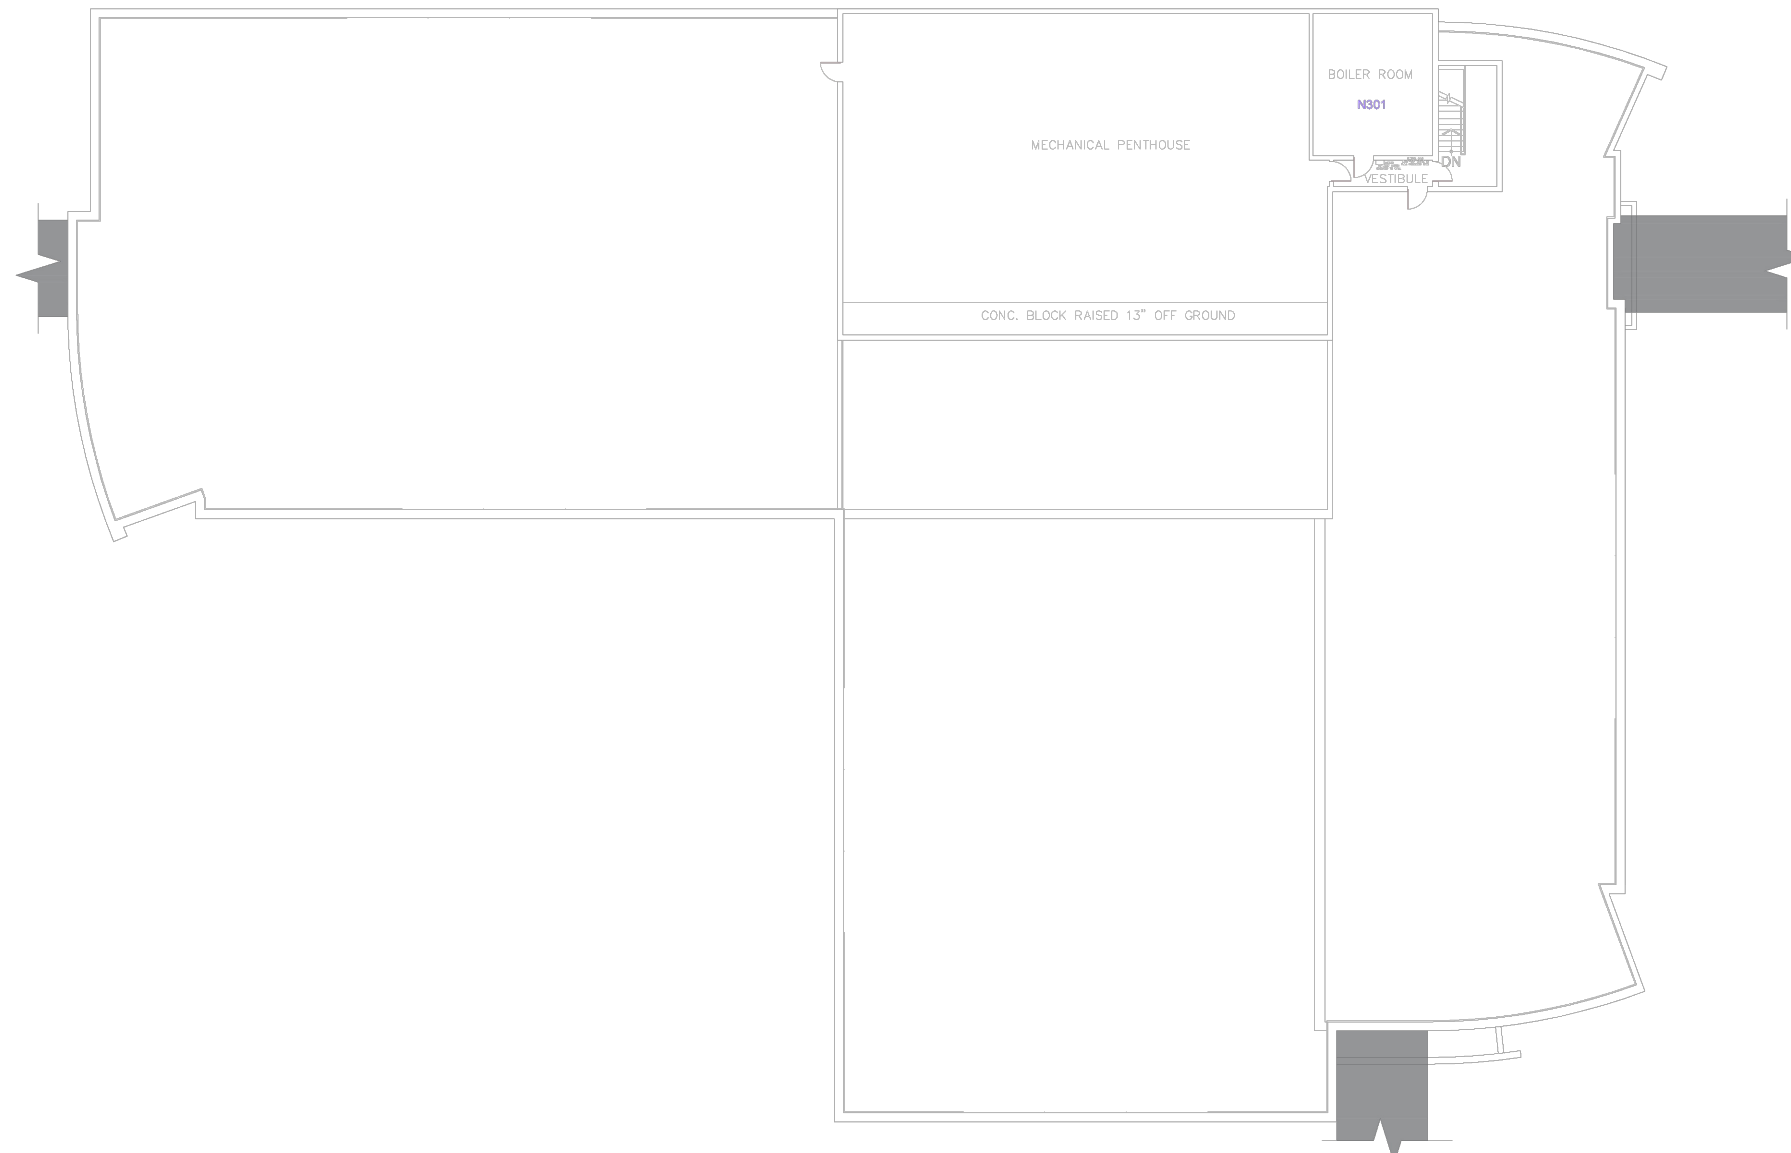 BOILER ROOM
N301
MECHANICAL PENTHOUSE
DN
VESTIBULE
CONC. BLOCK RAISED 13" OFF GROUND